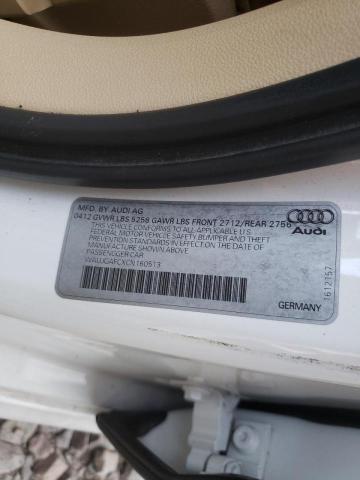 MFD. BY AUDI AG
0412 GVWR LBS 5258 GAWR LBS FRONT 2712/REAR 2756
THIS VEHICLE CONFORMS TO ALL APPLICABLE U.S.
FEDERAL MOTOR VEHICLE SAFETY BUMPER AND THEFT
PREVENTION STANDARDS IN EFFECT ON THE DATE OF
MANUFACTURE SHOWN ABOVE
PASSENGER CAR
WAUJGAFCXCN160513
Audi
GERMANY
1612157